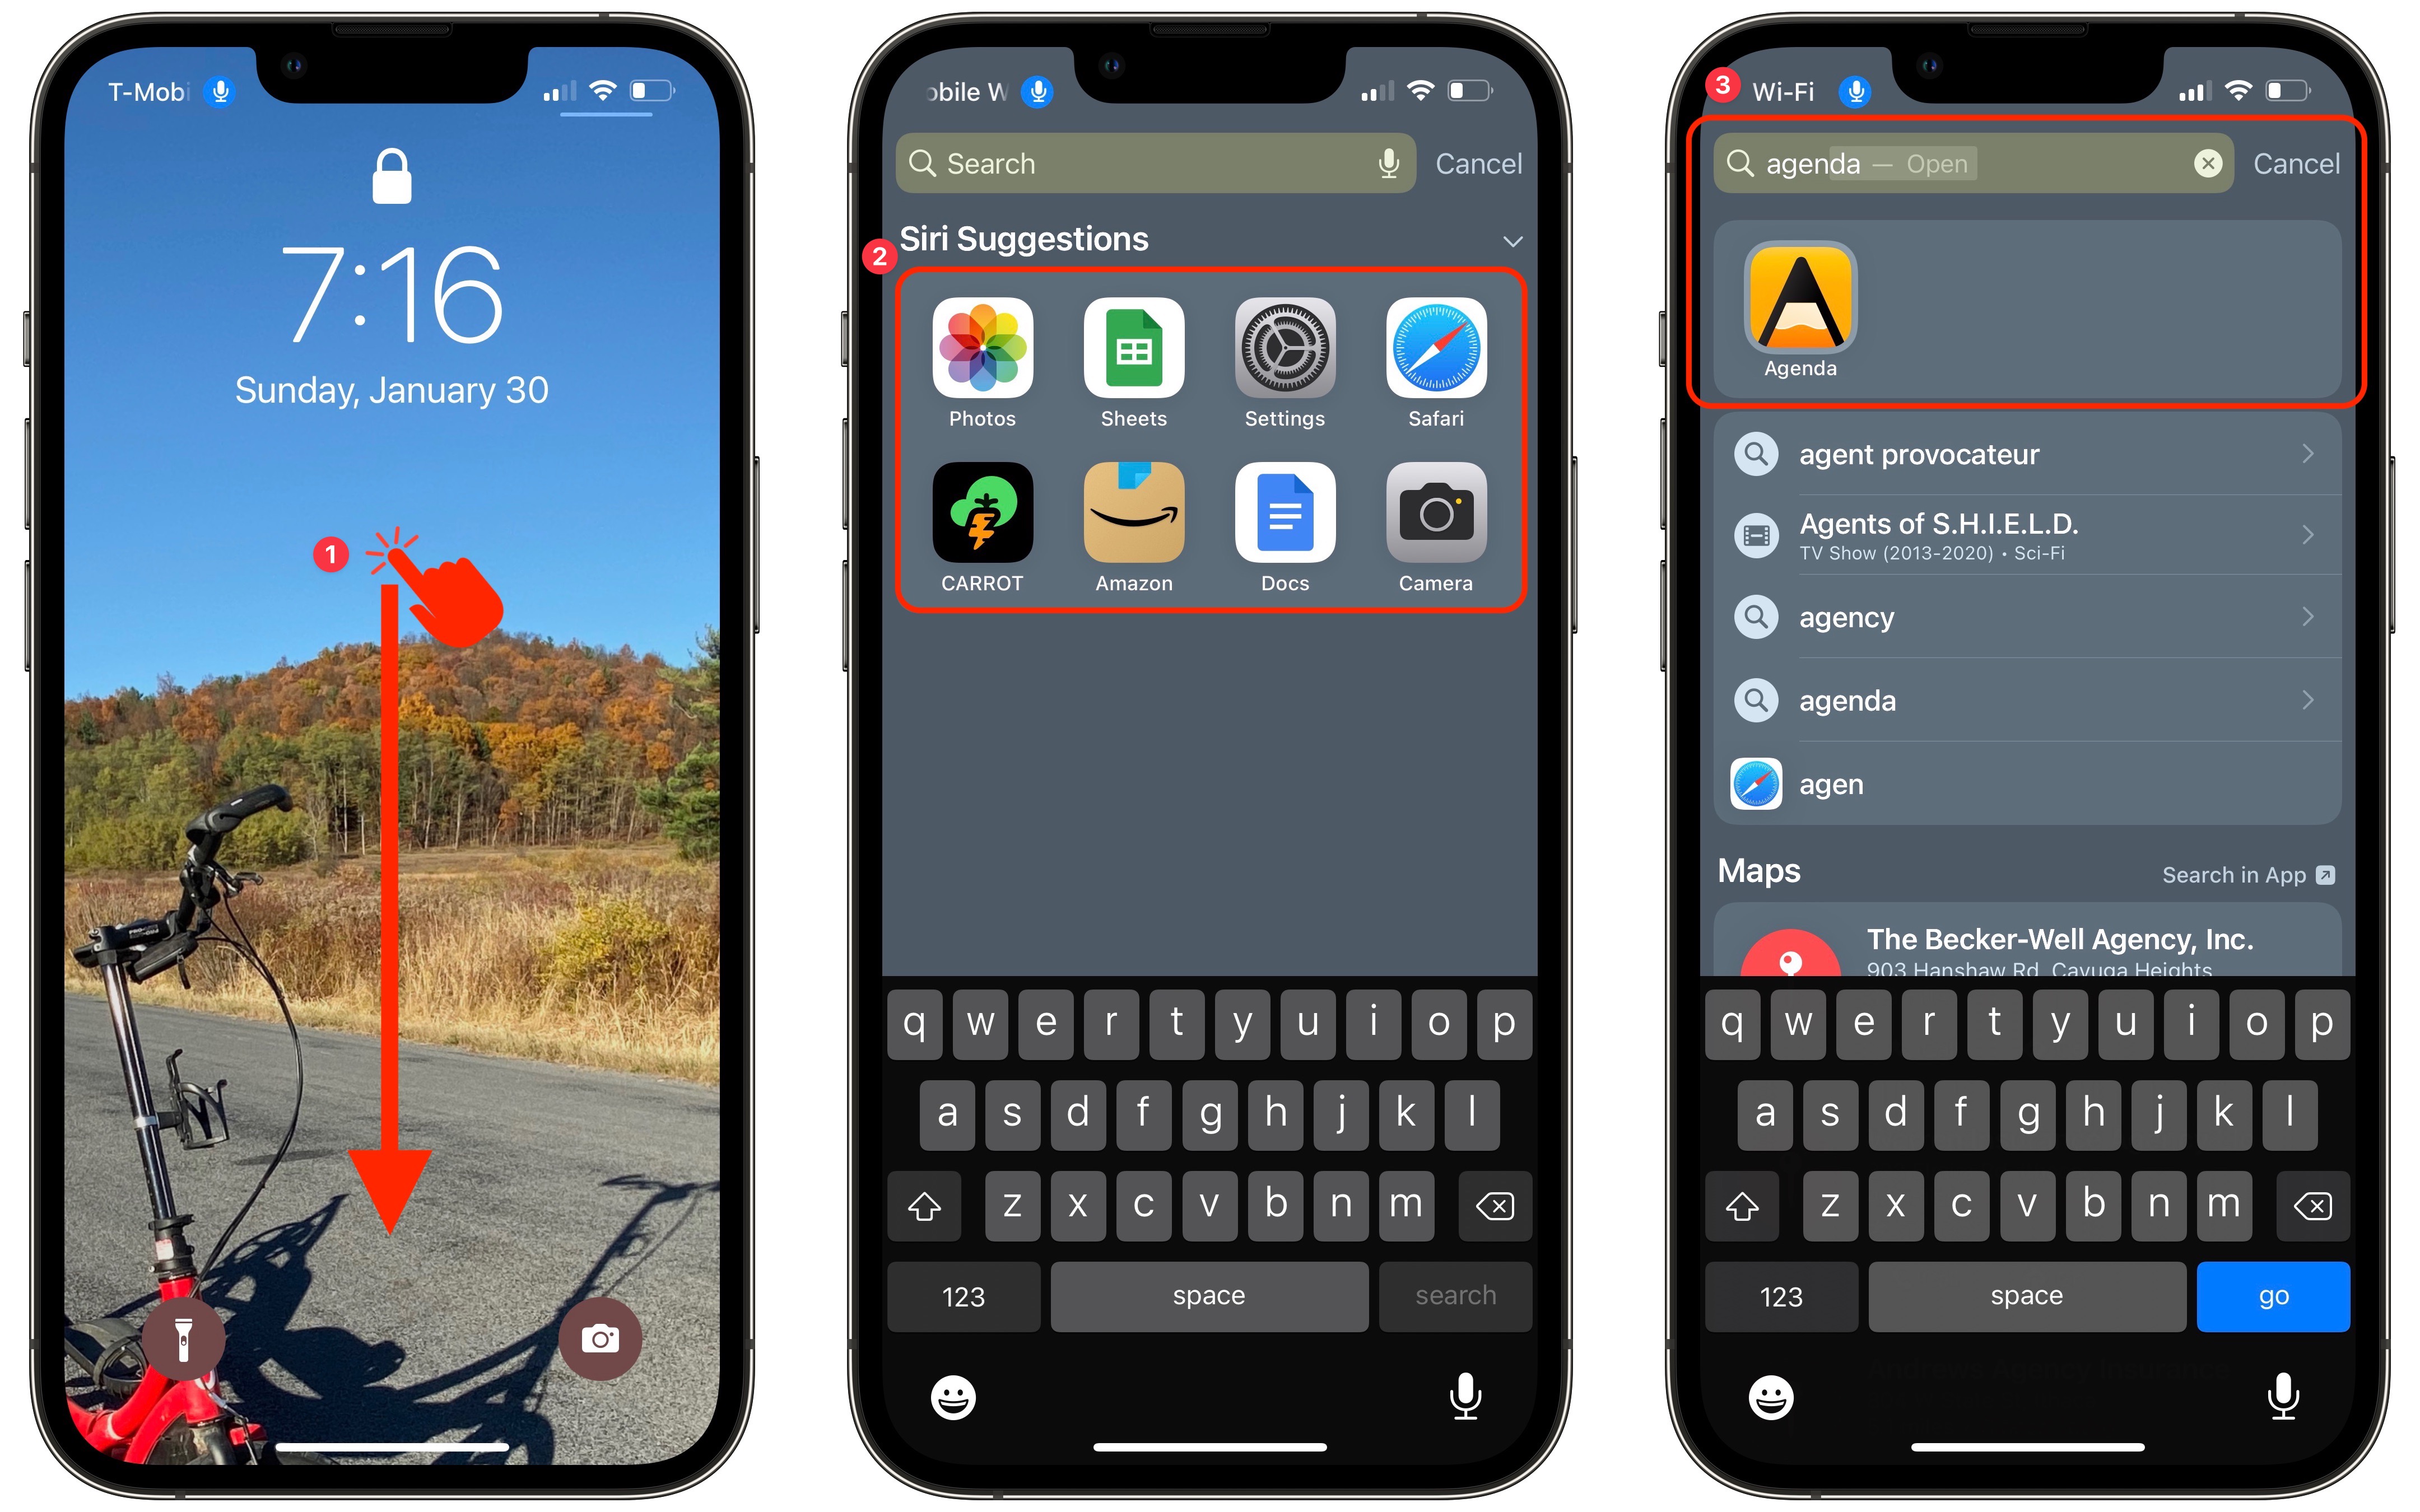 T-Mobi
7:16
Sunday, January 30
1
obile W
Search
Cancel
2
Siri Suggestions
Photos
Sheets
Settings
Safari
CARROT
Amazon
Docs
Camera
q w e r t y u i o p
a s d f g h j k l
z x c v b n m
123
space
search
3
Wi-Fi
agenda — Open
Cancel
Agenda
agent provocateur
Agents of S.H.I.E.L.D.
TV Show (2013-2020) • Sci-Fi
agency
agenda
agen
Maps
Search in App
The Becker-Well Agency, Inc.
903 Hanshaw Rd, Cayuga Heights
q w e r t y u i o p
a s d f g h j k l
z x c v b n m
123
space
go